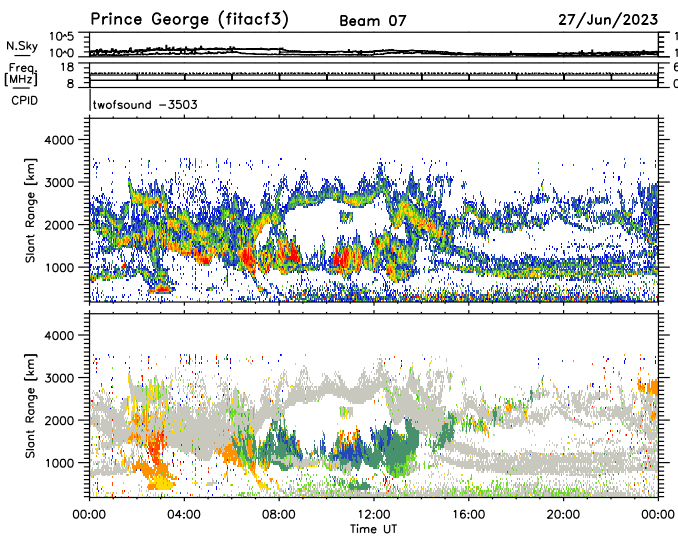 Prince George (fitacf3) Beam 07 27/Jun/2023
N.Sky 10^5 10^0 1 1
Freq. [MHz] 18 8 6 0
CPID twofsound -3503
Slant Range [km]
4000
3000
2000
1000
Slant Range [km]
4000
3000
2000
1000
00:00 04:00 08:00 12:00 16:00 20:00 00:00
Time UT